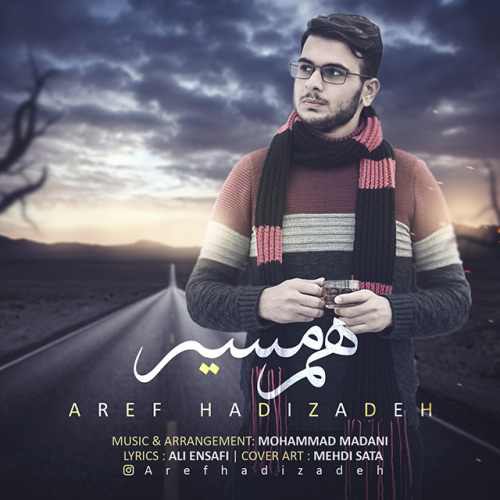 هم مسیر
AREF HADIZADEH
MUSIC & ARRANGEMENT: MOHAMMAD MADANI
LYRICS : ALI ENSAFI | COVER ART : MEHDI SATA
Arefhadizadeh